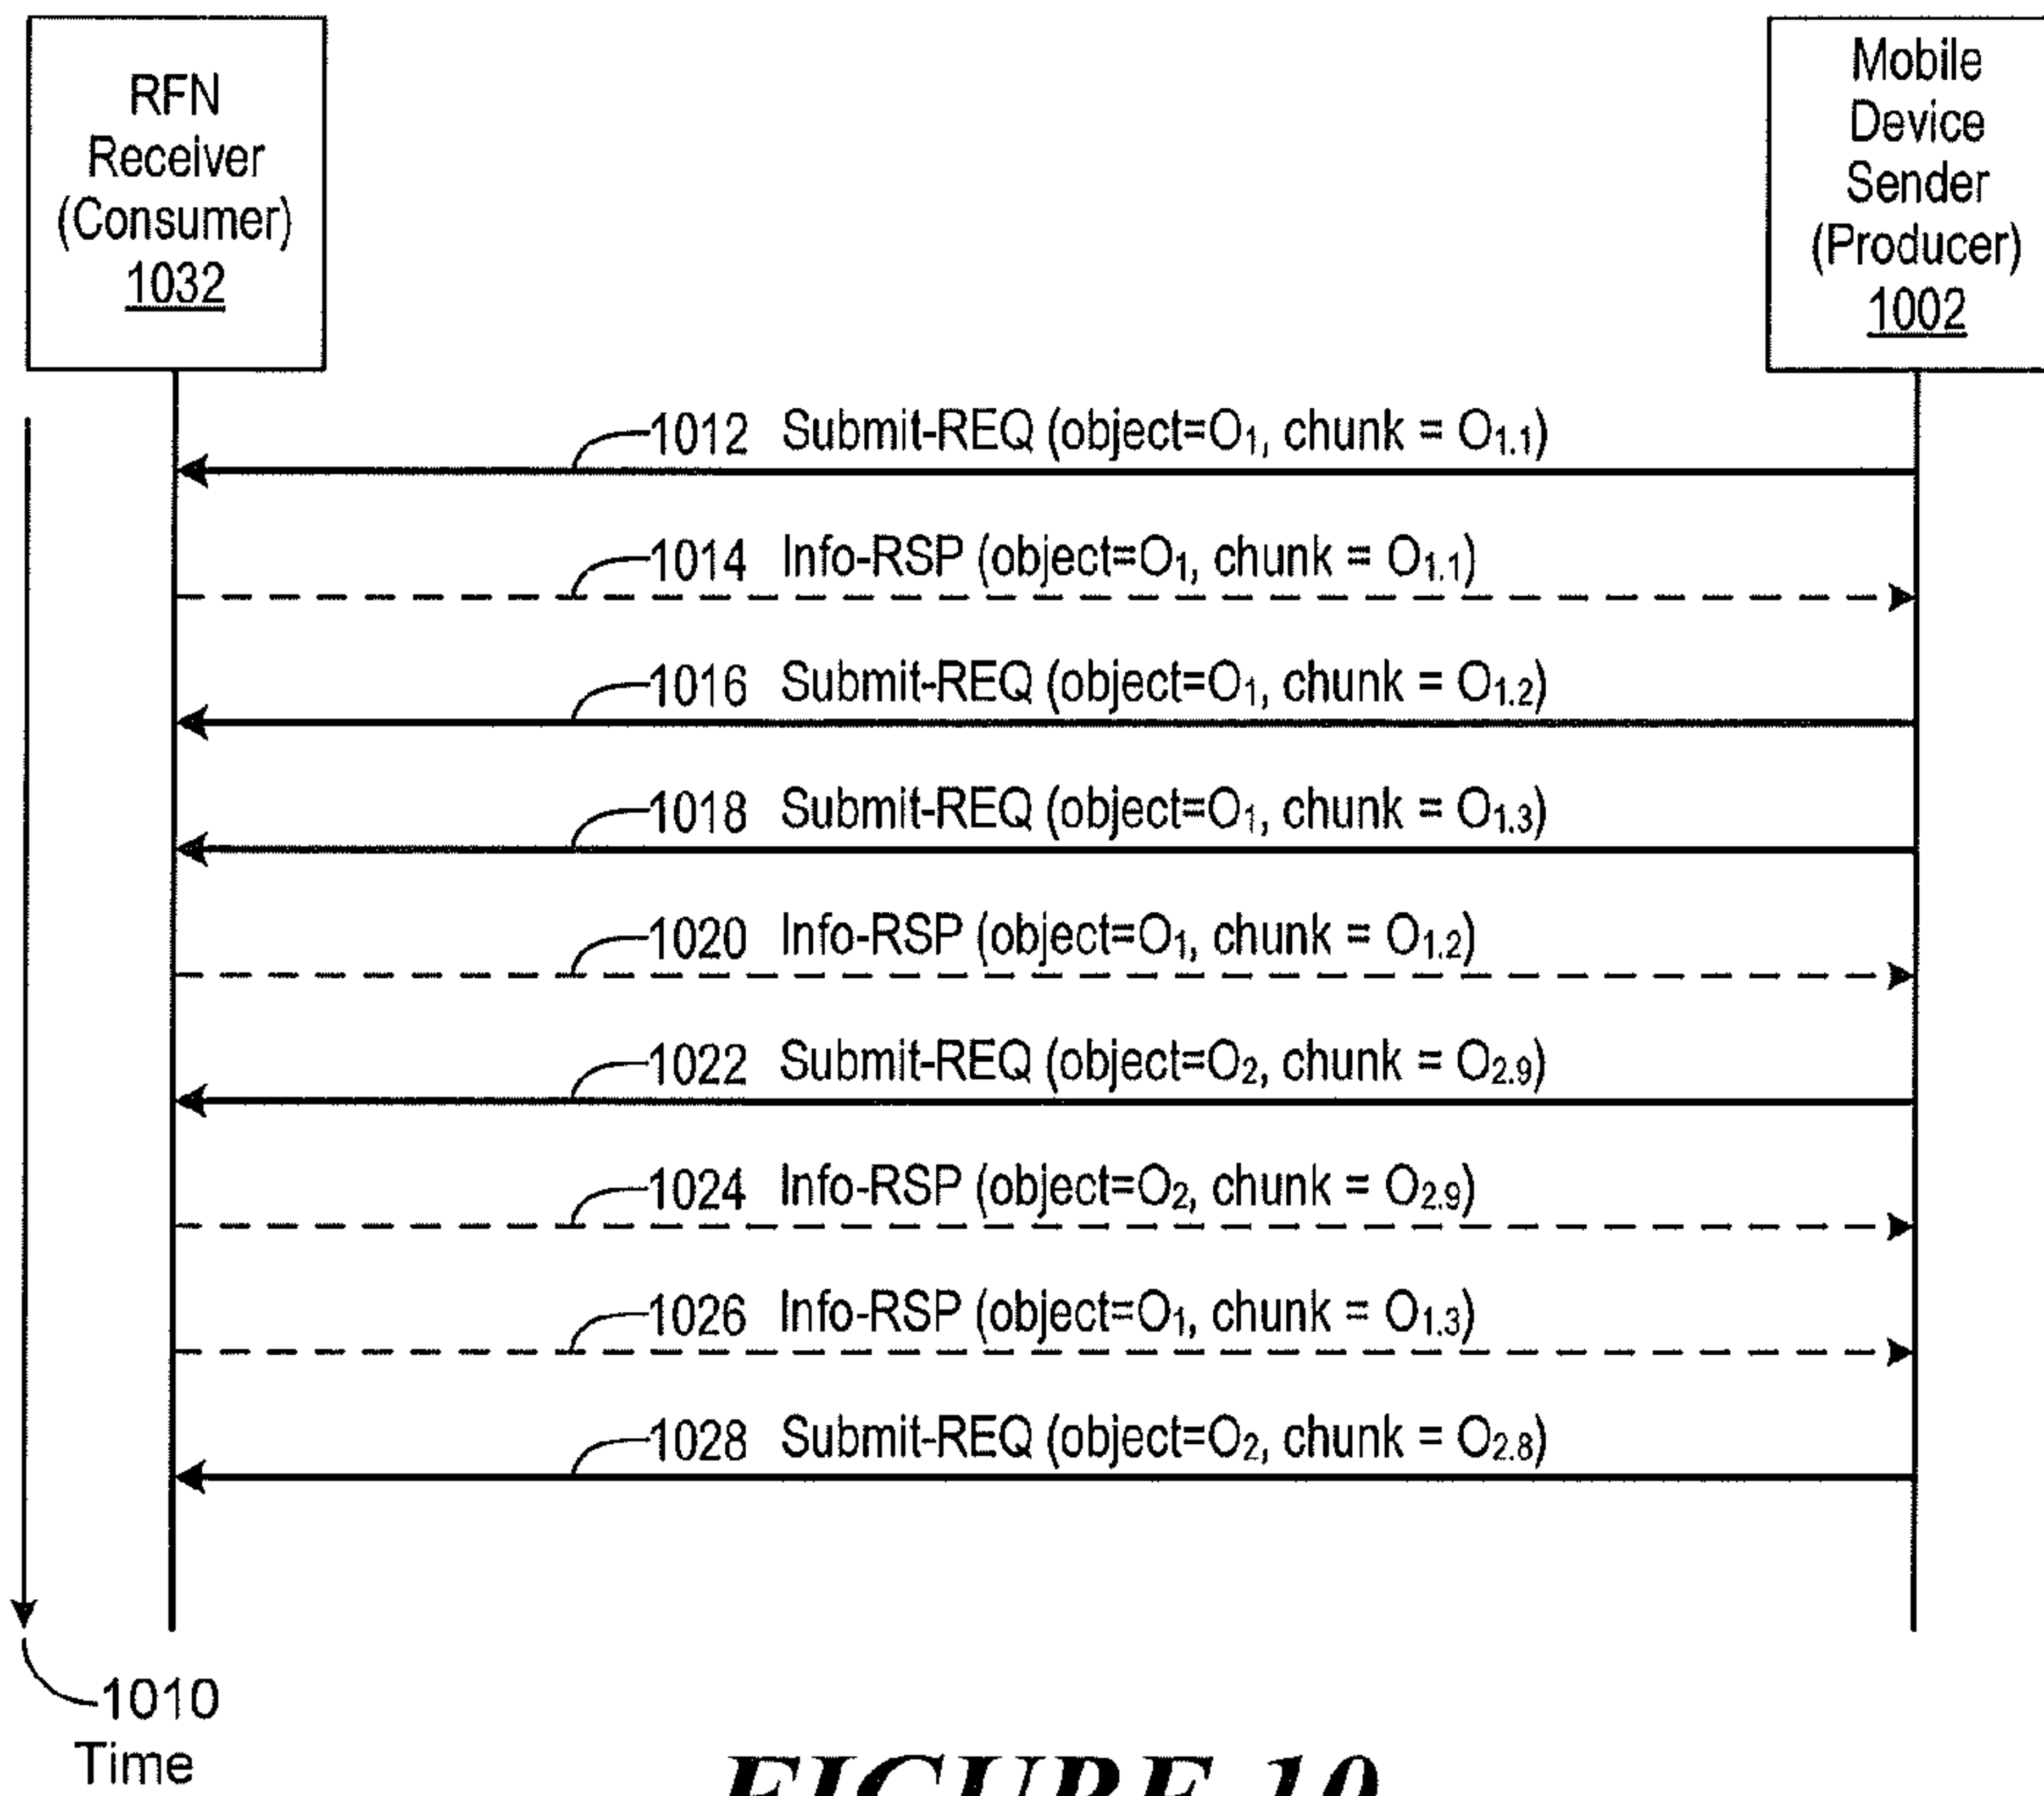 RFN
Receiver
(Consumer)
1032
Mobile
Device
Sender
(Producer)
1002
1012 Submit-REQ (object=O₁, chunk = O₁.₁)
1014 Info-RSP (object=O₁, chunk = O₁.₁)
1016 Submit-REQ (object=O₁, chunk = O₁.₂)
1018 Submit-REQ (object=O₁, chunk = O₁.₃)
1020 Info-RSP (object=O₁, chunk = O₁.₂)
1022 Submit-REQ (object=O₂, chunk = O₂.₉)
1024 Info-RSP (object=O₂, chunk = O₂.₉)
1026 Info-RSP (object=O₁, chunk = O₁.₃)
1028 Submit-REQ (object=O₂, chunk = O₂.₈)
1010
Time
FIGURE 10